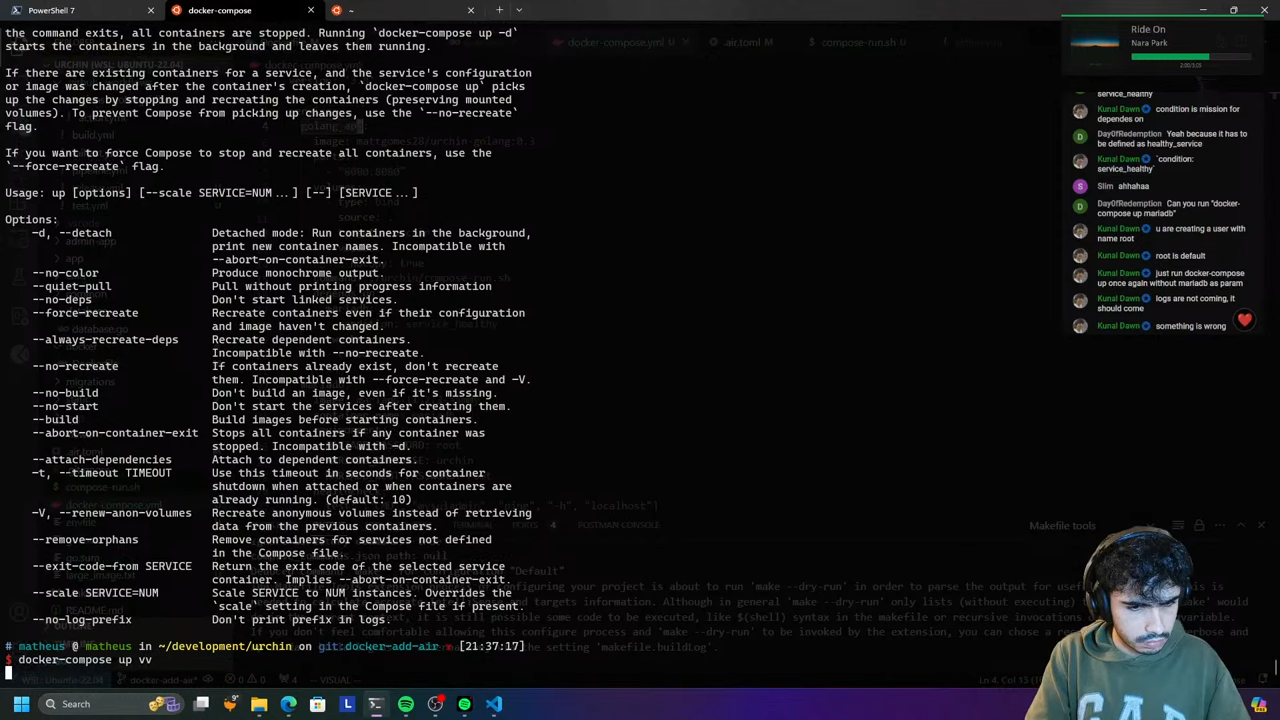 PowerShell 7
docker-compose
~
the command exits, all containers are stopped. Running `docker-compose up -d`
starts the containers in the background and leaves them running.
If there are existing containers for a service, and the service's configuration
or image was changed after the container's creation, `docker-compose up` picks
up the changes by stopping and recreating the containers (preserving mounted
volumes). To prevent Compose from picking up changes, use the `--no-recreate`
flag.
If you want to force Compose to stop and recreate all containers, use the
`--force-recreate` flag.
Usage: up [options] [--scale SERVICE=NUM...] [--] [SERVICE...]
Options:
-d, --detach Detached mode: Run containers in the background,
print new container names. Incompatible with
--abort-on-container-exit.
--no-color Produce monochrome output.
--quiet-pull Pull without printing progress information
--no-deps Don't start linked services.
--force-recreate Recreate containers even if their configuration
and image haven't changed.
--always-recreate-deps Recreate dependent containers.
Incompatible with --no-recreate.
--no-recreate If containers already exist, don't recreate
them. Incompatible with --force-recreate and -V.
--no-build Don't build an image, even if it's missing.
--no-start Don't start the services after creating them.
--build Build images before starting containers.
--abort-on-container-exit Stops all containers if any container was
stopped. Incompatible with -d.
--attach-dependencies Attach to dependent containers.
-t, --timeout TIMEOUT Use this timeout in seconds for container
shutdown when attached or when containers are
already running. (default: 10)
-V, --renew-anon-volumes Recreate anonymous volumes instead of retrieving
data from the previous containers.
--remove-orphans Remove containers for services not defined
in the Compose file.
--exit-code-from SERVICE Return the exit code of the selected service
container. Implies --abort-on-container-exit.
--scale SERVICE=NUM Scale SERVICE to NUM instances. Overrides the
`scale` setting in the Compose file if present.
--no-log-prefix Don't print prefix in logs.
# matheus @ matheus in ~/development/urchin on git:docker-add-air [21:37:17]
$ docker-compose up vv
Ride On
Nara Park
service_healthy
Kunal Dawn condition is mission for
dependes on
DayOfRedemption Yeah because it has to
be defined as healthy_service
Kunal Dawn `condition:
service_healthy`
Slim ahhahaa
DayOfRedemption Can you run "docker-
compose up mariadb"
Kunal Dawn u are creating a user with
name root
Kunal Dawn root is default
Kunal Dawn just run docker-compose
up once again without mariadb as param
Kunal Dawn logs are not coming, it
should come
Kunal Dawn something is wrong
docker-compose.yml
.air.toml M
compose-run.sh
TERMINAL PORTS 4 POSTMAN CONSOLE
Makefile tools
docker-add-air*
-- VISUAL --
Search